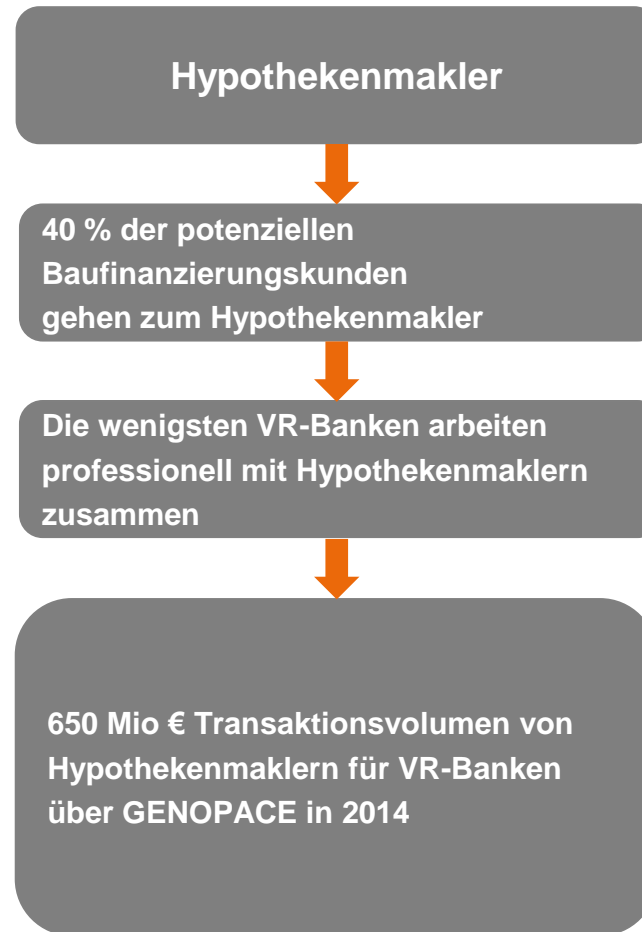 Hypothekenmakler
40 % der potenziellen
Baufinanzierungskunden
gehen zum Hypothekenmakler
Die wenigsten VR-Banken arbeiten
professionell mit Hypothekenmaklern
zusammen
650 Mio € Transaktionsvolumen von
Hypothekenmaklern für VR-Banken
über GENOPACE in 2014